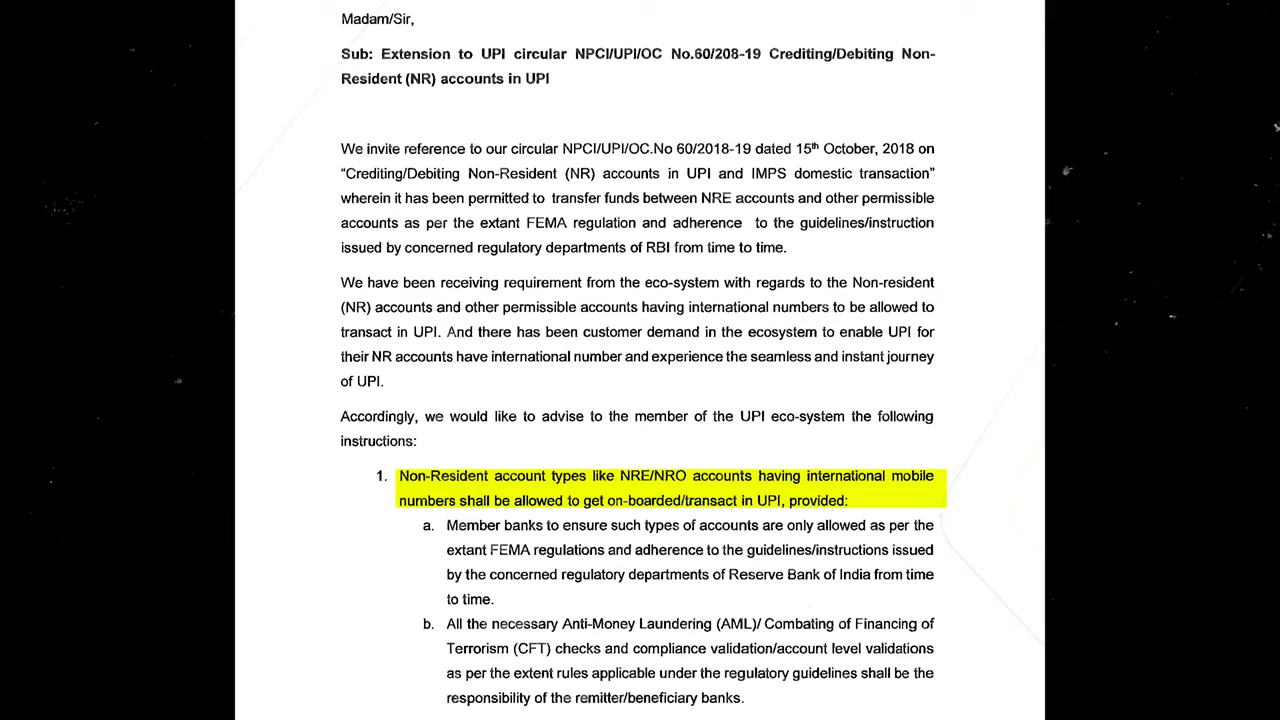 Madam/Sir,
Sub: Extension to UPI circular NPCI/UPI/OC No.60/208-19 Crediting/Debiting Non-
Resident (NR) accounts in UPI
We invite reference to our circular NPCI/UPI/OC.No 60/2018-19 dated 15th October, 2018 on
“Crediting/Debiting Non-Resident (NR) accounts in UPI and IMPS domestic transaction”
wherein it has been permitted to transfer funds between NRE accounts and other permissible
accounts as per the extant FEMA regulation and adherence to the guidelines/instruction
issued by concerned regulatory departments of RBI from time to time.
We have been receiving requirement from the eco-system with regards to the Non-resident
(NR) accounts and other permissible accounts having international numbers to be allowed to
transact in UPI. And there has been customer demand in the ecosystem to enable UPI for
their NR accounts have international number and experience the seamless and instant journey
of UPI.
Accordingly, we would like to advise to the member of the UPI eco-system the following
instructions:
1. Non-Resident account types like NRE/NRO accounts having international mobile
numbers shall be allowed to get on-boarded/transact in UPI, provided:
a. Member banks to ensure such types of accounts are only allowed as per the
extant FEMA regulations and adherence to the guidelines/instructions issued
by the concerned regulatory departments of Reserve Bank of India from time
to time.
b. All the necessary Anti-Money Laundering (AML)/ Combating of Financing of
Terrorism (CFT) checks and compliance validation/account level validations
as per the extent rules applicable under the regulatory guidelines shall be the
responsibility of the remitter/beneficiary banks.